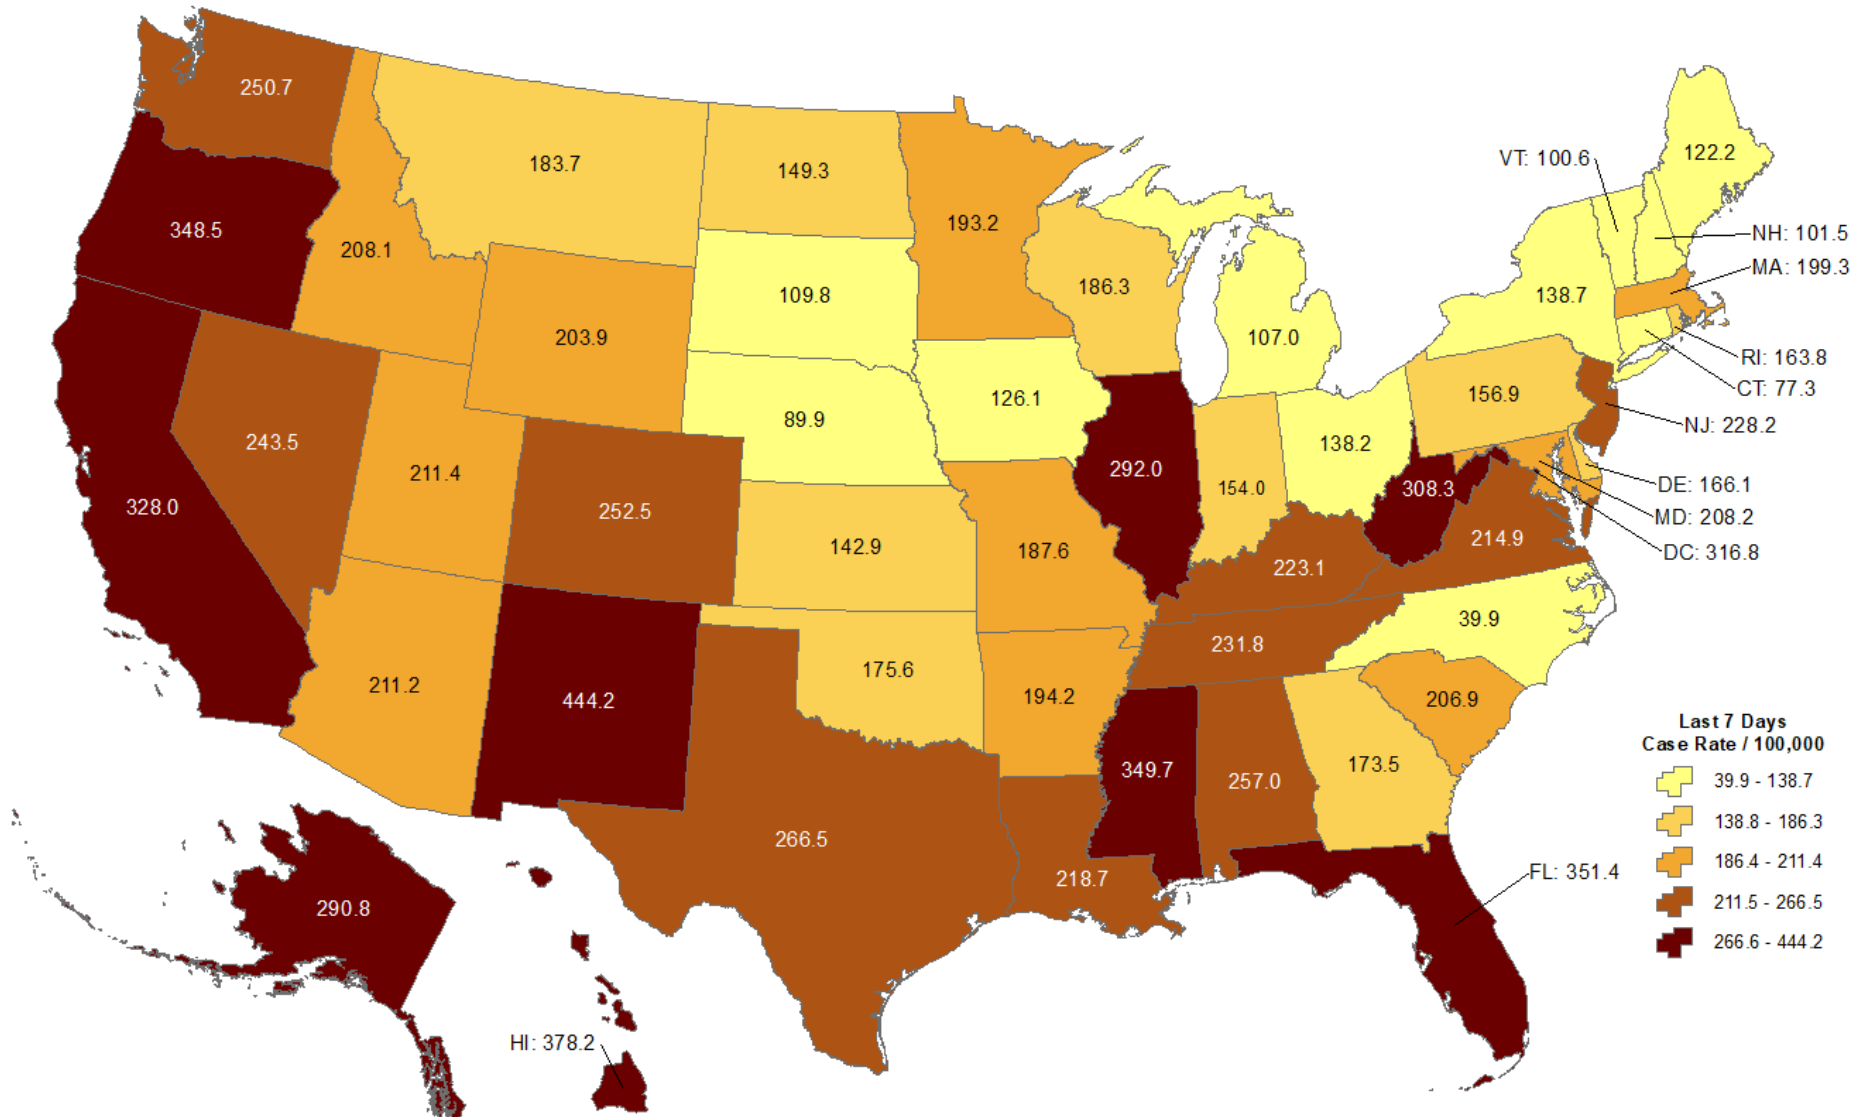 250.7
183.7
149.3
193.2
VT: 100.6
122.2
348.5
208.1
NH: 101.5
MA: 199.3
109.8
186.3
138.7
203.9
107.0
RI: 163.8
CT: 77.3
126.1
156.9
NJ: 228.2
243.5
89.9
138.2
211.4
292.0
154.0
308.3
DE: 166.1
MD: 208.2
DC: 316.8
328.0
252.5
142.9
187.6
214.9
223.1
39.9
231.8
211.2
444.2
175.6
194.2
206.9
Last 7 Days
Case Rate / 100,000
39.9 - 138.7
138.8 - 186.3
186.4 - 211.4
211.5 - 266.5
266.6 - 444.2
349.7
257.0
173.5
266.5
218.7
FL: 351.4
290.8
HI: 378.2